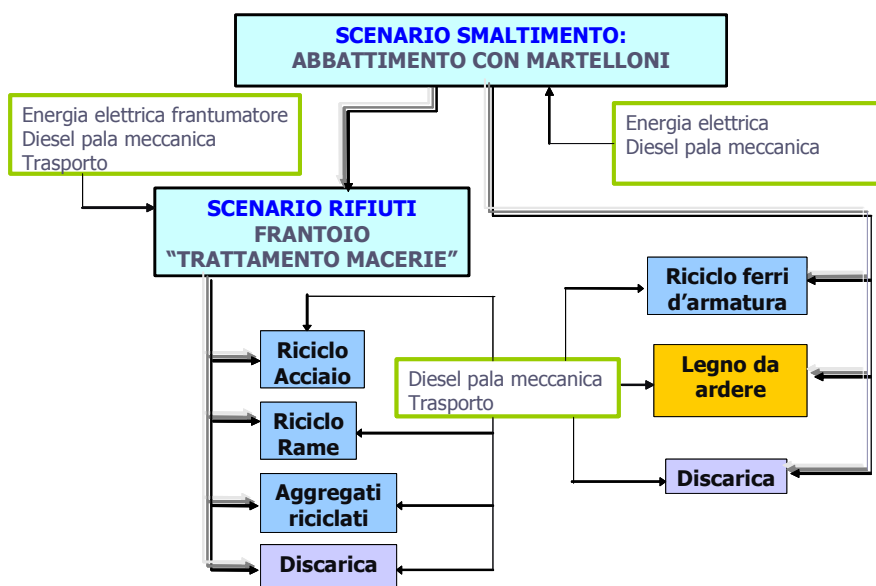 SCENARIO SMALTIMENTO:
ABBATTIMENTO CON MARTELLONI
Energia elettrica frantumatore
Diesel pala meccanica
Trasporto
Energia elettrica
Diesel pala meccanica
SCENARIO RIFIUTI
FRANTOIO
“TRATTAMENTO MACERIE”
Riciclo ferri
d’armatura
Riciclo
Acciaio
Diesel pala meccanica
Trasporto
Legno da
ardere
Riciclo
Rame
Discarica
Aggregati
riciclati
Discarica